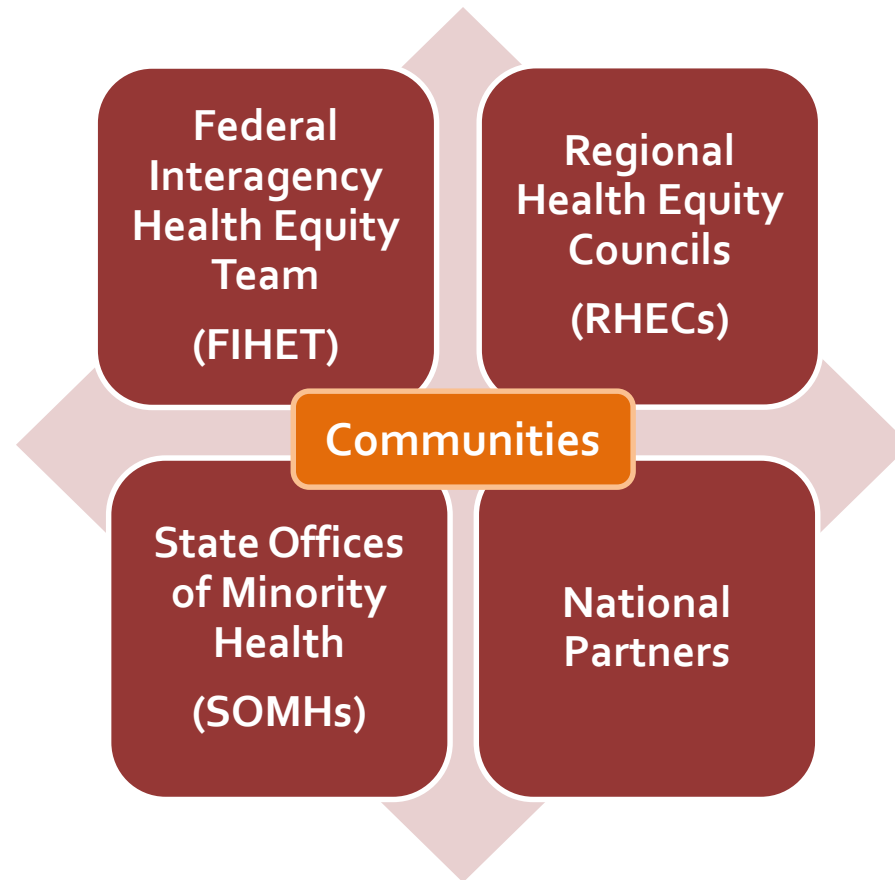 Federal
Interagency
Health Equity
Team
(FIHET)
Regional
Health Equity
Councils
(RHECs)
Communities
State Offices
of Minority
Health
(SOMHs)
National
Partners